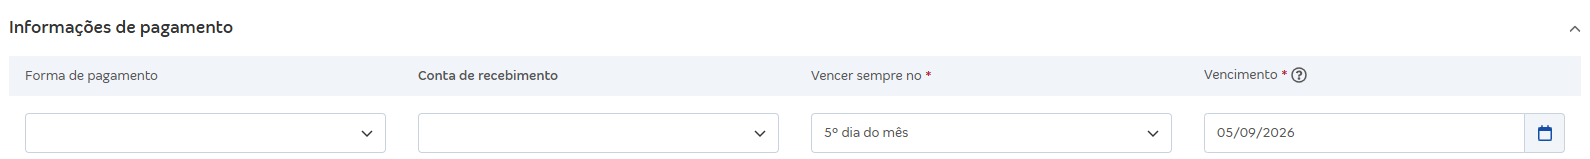 Informações de pagamento
Forma de pagamento Conta de recebimento Vencer sempre no * Vencimento * ?
5º dia do mês 05/09/2026